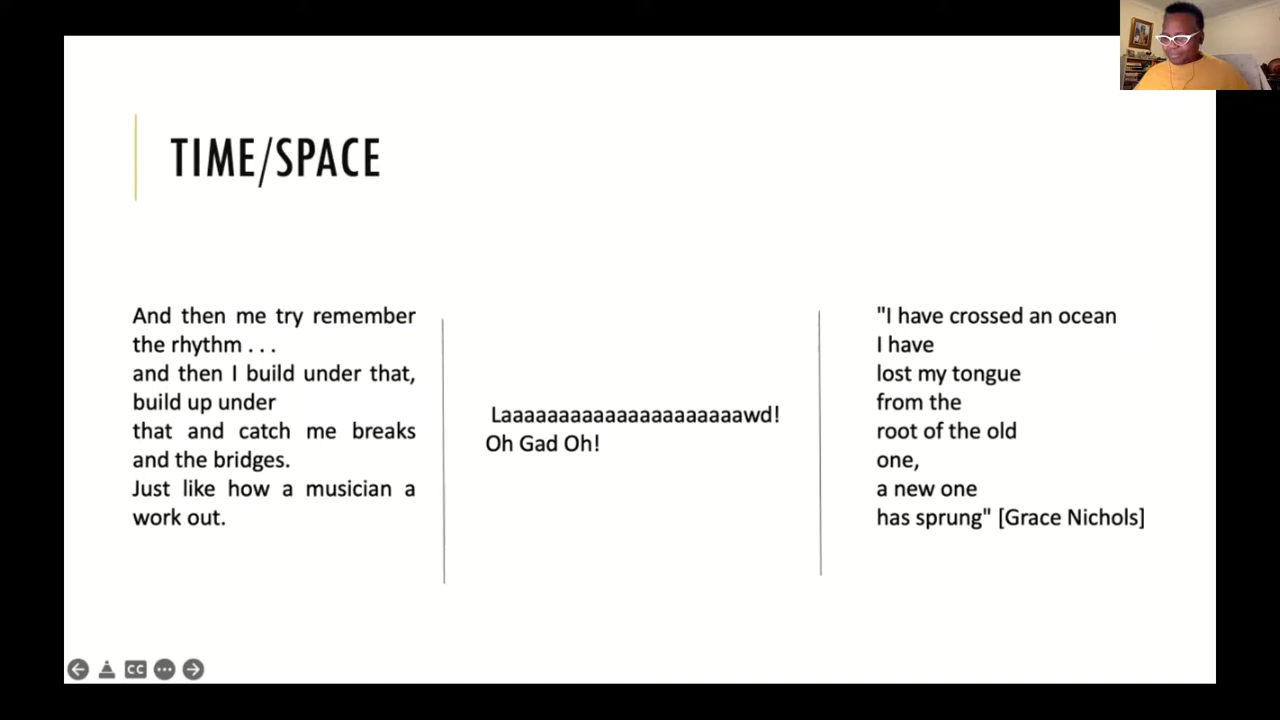 TIME/SPACE
And then me try remember
the rhythm . . .
and then I build under that,
build up under
that and catch me breaks
and the bridges.
Just like how a musician a
work out.
Laaaaaaaaaaaaaaaaaaaaawd!
Oh Gad Oh!
"I have crossed an ocean
I have
lost my tongue
from the
root of the old
one,
a new one
has sprung" [Grace Nichols]
CC